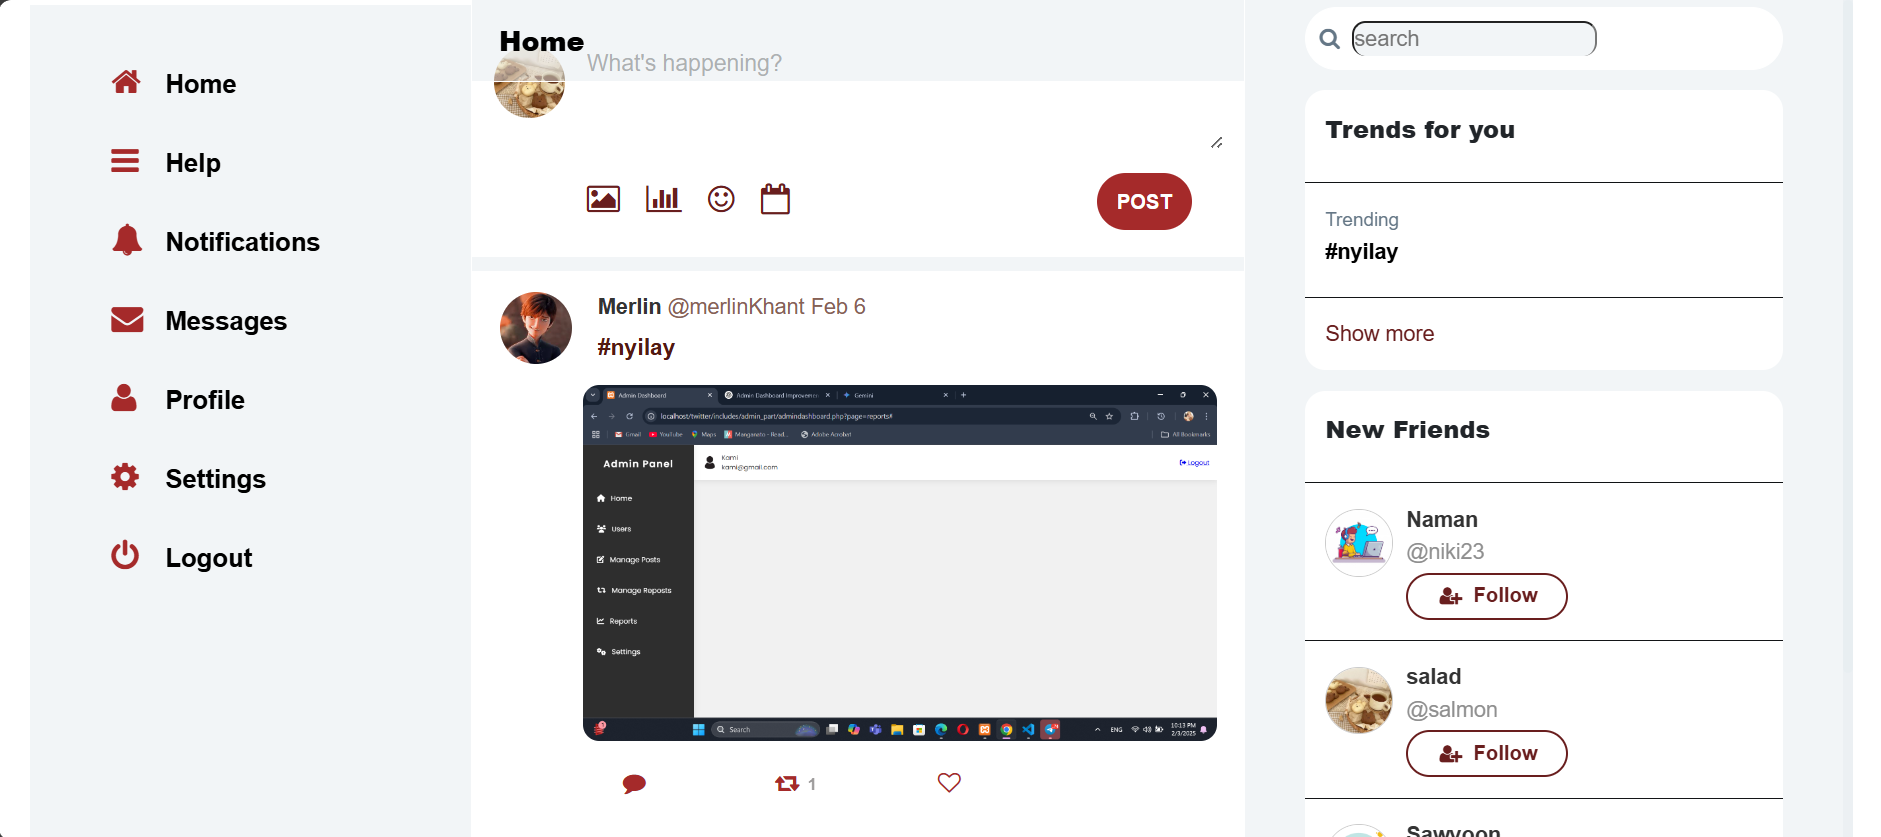 Home
Help
Notifications
Messages
Profile
Settings
Logout
Home
What's happening?
POST
Merlin @merlinKhant Feb 6
#nyilay
Admin Dashboard
Admin Dashboard Improvemen
Gemini
localhost/twitter/includes/admin_part/admindashboard.php?page=reports#
Gmail
YouTube
Maps
Manganato - Read...
Adobe Acrobat
All Bookmarks
Admin Panel
Home
Users
Manage Posts
Manage Reposts
Reports
Settings
Kami
kami@gmail.com
Logout
Search
ENG
10:13 PM
2/3/2025
1
search
Trends for you
Trending
#nyilay
Show more
New Friends
Naman
@niki23
Follow
salad
@salmon
Follow
Sawyoon